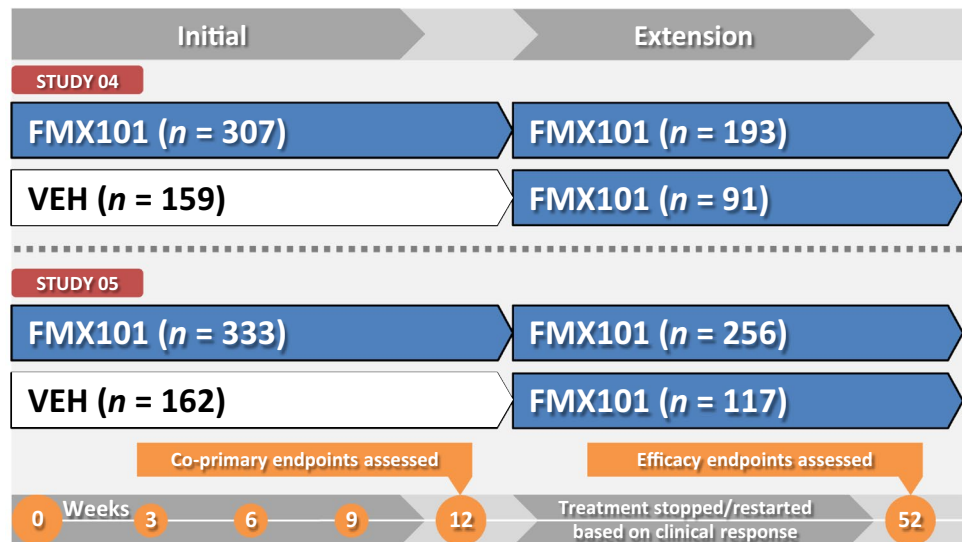 Initial Extension
STUDY 04
FMX101 (n = 307) FMX101 (n = 193)
VEH (n = 159) FMX101 (n = 91)
STUDY 05
FMX101 (n = 333) FMX101 (n = 256)
VEH (n = 162) FMX101 (n = 117)
Co-primary endpoints assessed Efficacy endpoints assessed
0 Weeks 3 6 9 12 Treatment stopped/restarted
based on clinical response 52